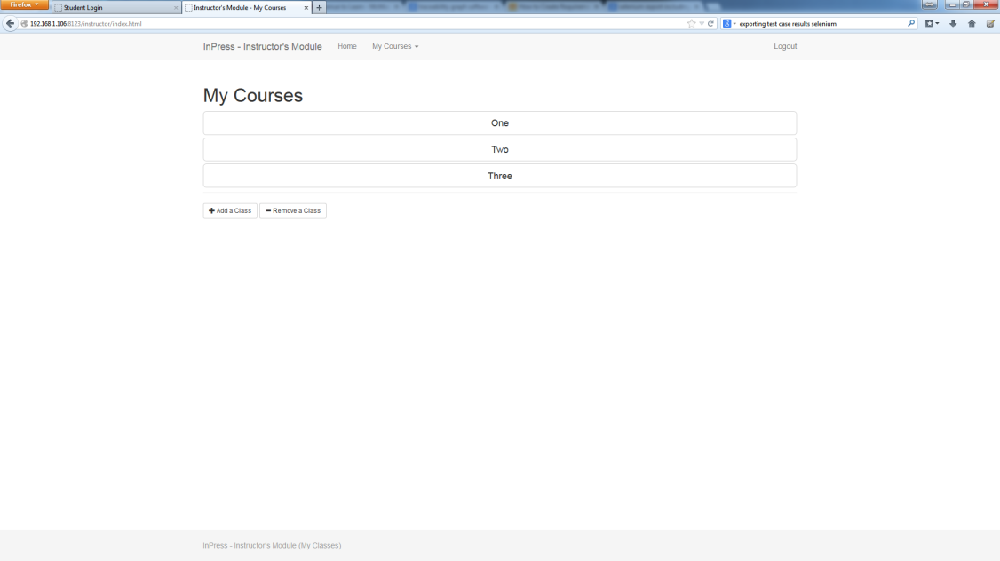 Firefox
Student Login
Instructor's Module - My Courses
192.168.1.106:8123/instructor/index.html
exporting test case results selenium
InPress - Instructor's Module Home My Courses Logout
My Courses
One
Two
Three
Add a Class Remove a Class
InPress - Instructor's Module (My Classes)